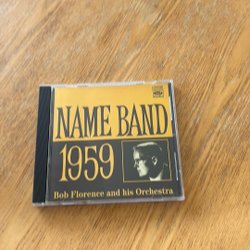 NAME BAND
1959
Bob Florence and his Orchestra